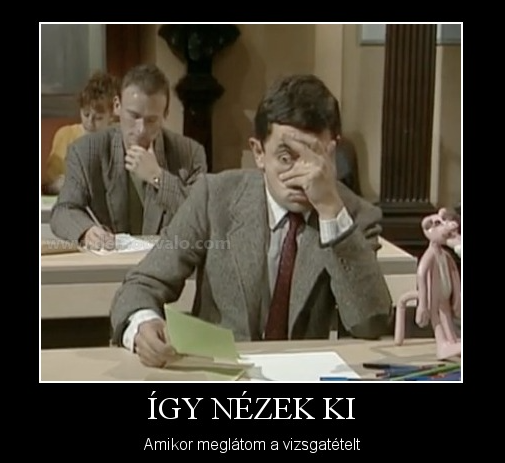 ÍGY NÉZEK KI
Amikor meglátom a vizsgatételt